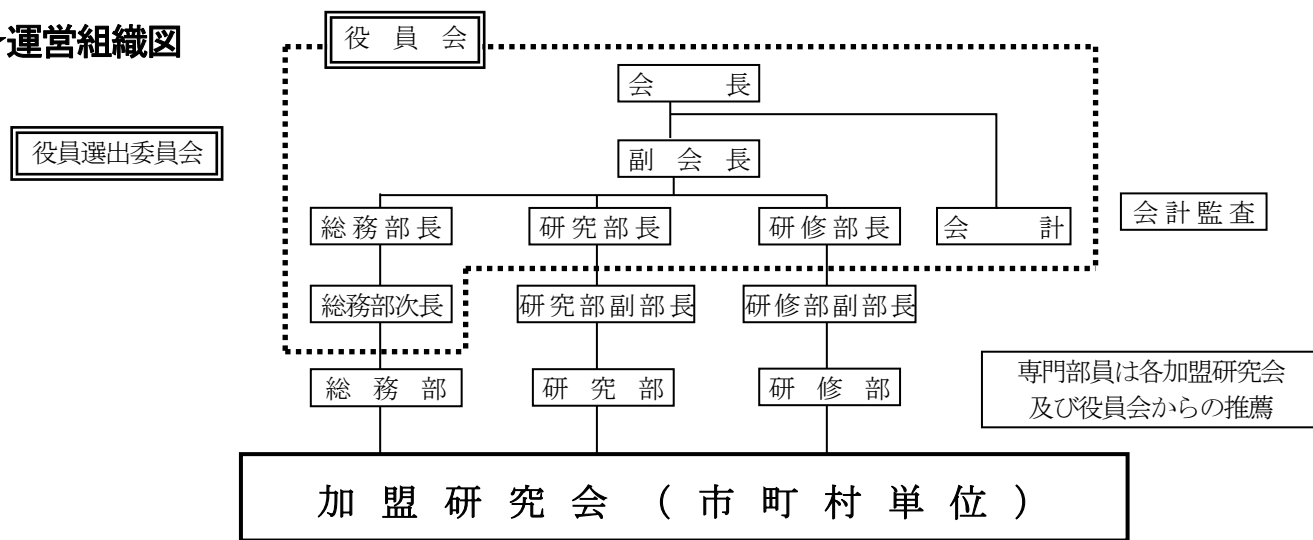 運営組織図
役員会
会長
役員選出委員会
副会長
総務部長
研究部長
研修部長
会計
会計監査
総務部次長
研究部副部長
研修部副部長
総務部
研究部
研修部
専門部員は各加盟研究会
及び役員会からの推薦
加盟研究会(市町村単位)